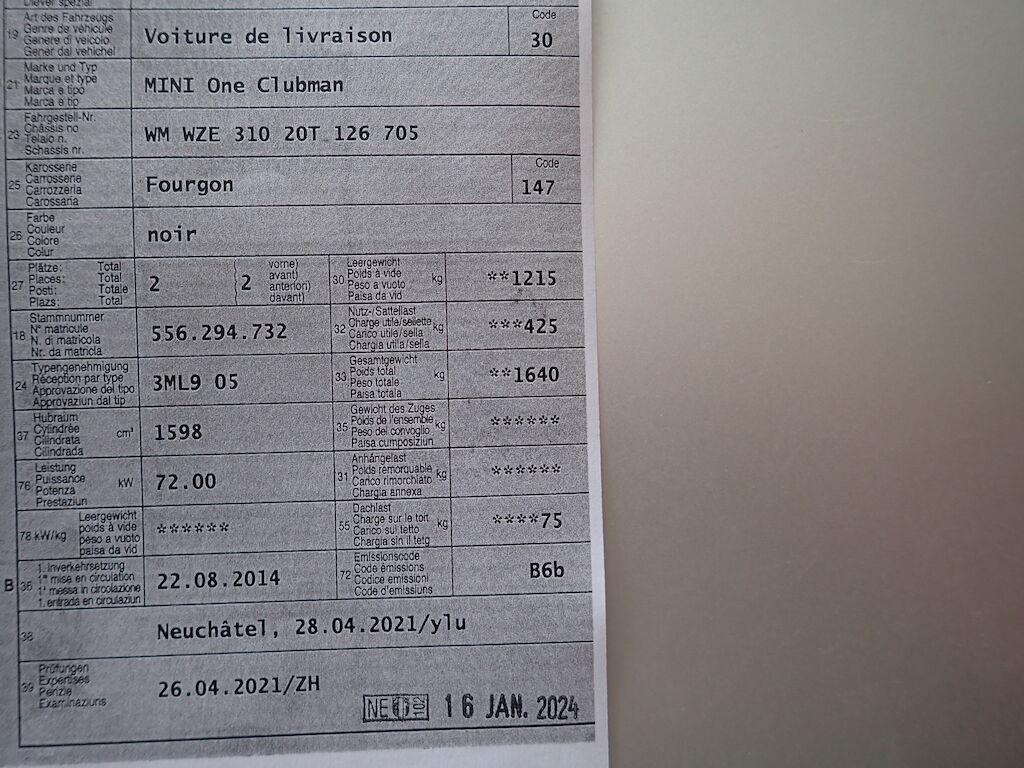 Art des Fahrzeugs
19 Genre de véhicule
Genere di veicolo
Gener dal vehichel
Voiture de livraison
Code
30
Marke und Typ
21 Marque et type
Marca e tipo
Marca e tip
MINI One Clubman
Fahrgestell-Nr.
23 Châssis no
Telaio n.
Schassis nr.
WM WZE 310 20T 126 705
Karosserie
25 Carrosserie
Carrozzeria
Carossaria
Fourgon
Code
147
Farbe
26 Couleur
Colore
Colur
noir
27 Plätze: Total
Places: Total
Posti: Totale
Plazs: Total
2
2
vorne)
avant)
anteriori)
davant)
30 Leergewicht
Poids à vide kg
Peso a vuoto
Paisa da vid
**1215
18 Stammnummer
N° matricule
N. di matricola
Nr. da matricla
556.294.732
32 Nutz-/Sattellast
Charge utile/sellette kg
Carico utile/sella
Chargia utila/sella
***425
24 Typengenehmigung
Réception par type
Approvazione del tipo
Approvaziun dal tip
3ML9 05
33 Gesamtgewicht
Poids total kg
Peso totale
Paisa totala
**1640
37 Hubraum
Cylindrée cm³
Cilindrata
Cilindrada
1598
35 Gewicht des Zuges
Poids de l'ensemble kg
Peso del convoglio
Paisa cumposiziun
******
76 Leistung
Puissance kW
Potenza
Prestaziun
72.00
31 Anhängelast
Poids remorquable kg
Carico rimorchiato
Chargia annexa
******
78 kW/kg
Leergewicht
poids à vide
peso a vuoto
paisa da vid
******
55 Dachlast
Charge sur le toit kg
Carico sul tetto
Chargia sin il tetg
****75
B 36 1. Inverkehrsetzung
1re mise en circulation
1a messa in circolazione
1. entrada en circulaziun
22.08.2014
72 Emissionscode
Code émissions
Codice emissioni
Code d'emissiuns
B6b
38
Neuchâtel, 28.04.2021/ylu
39 Prüfungen
Expertises
Perizie
Examinaziuns
26.04.2021/ZH
16 JAN. 2024